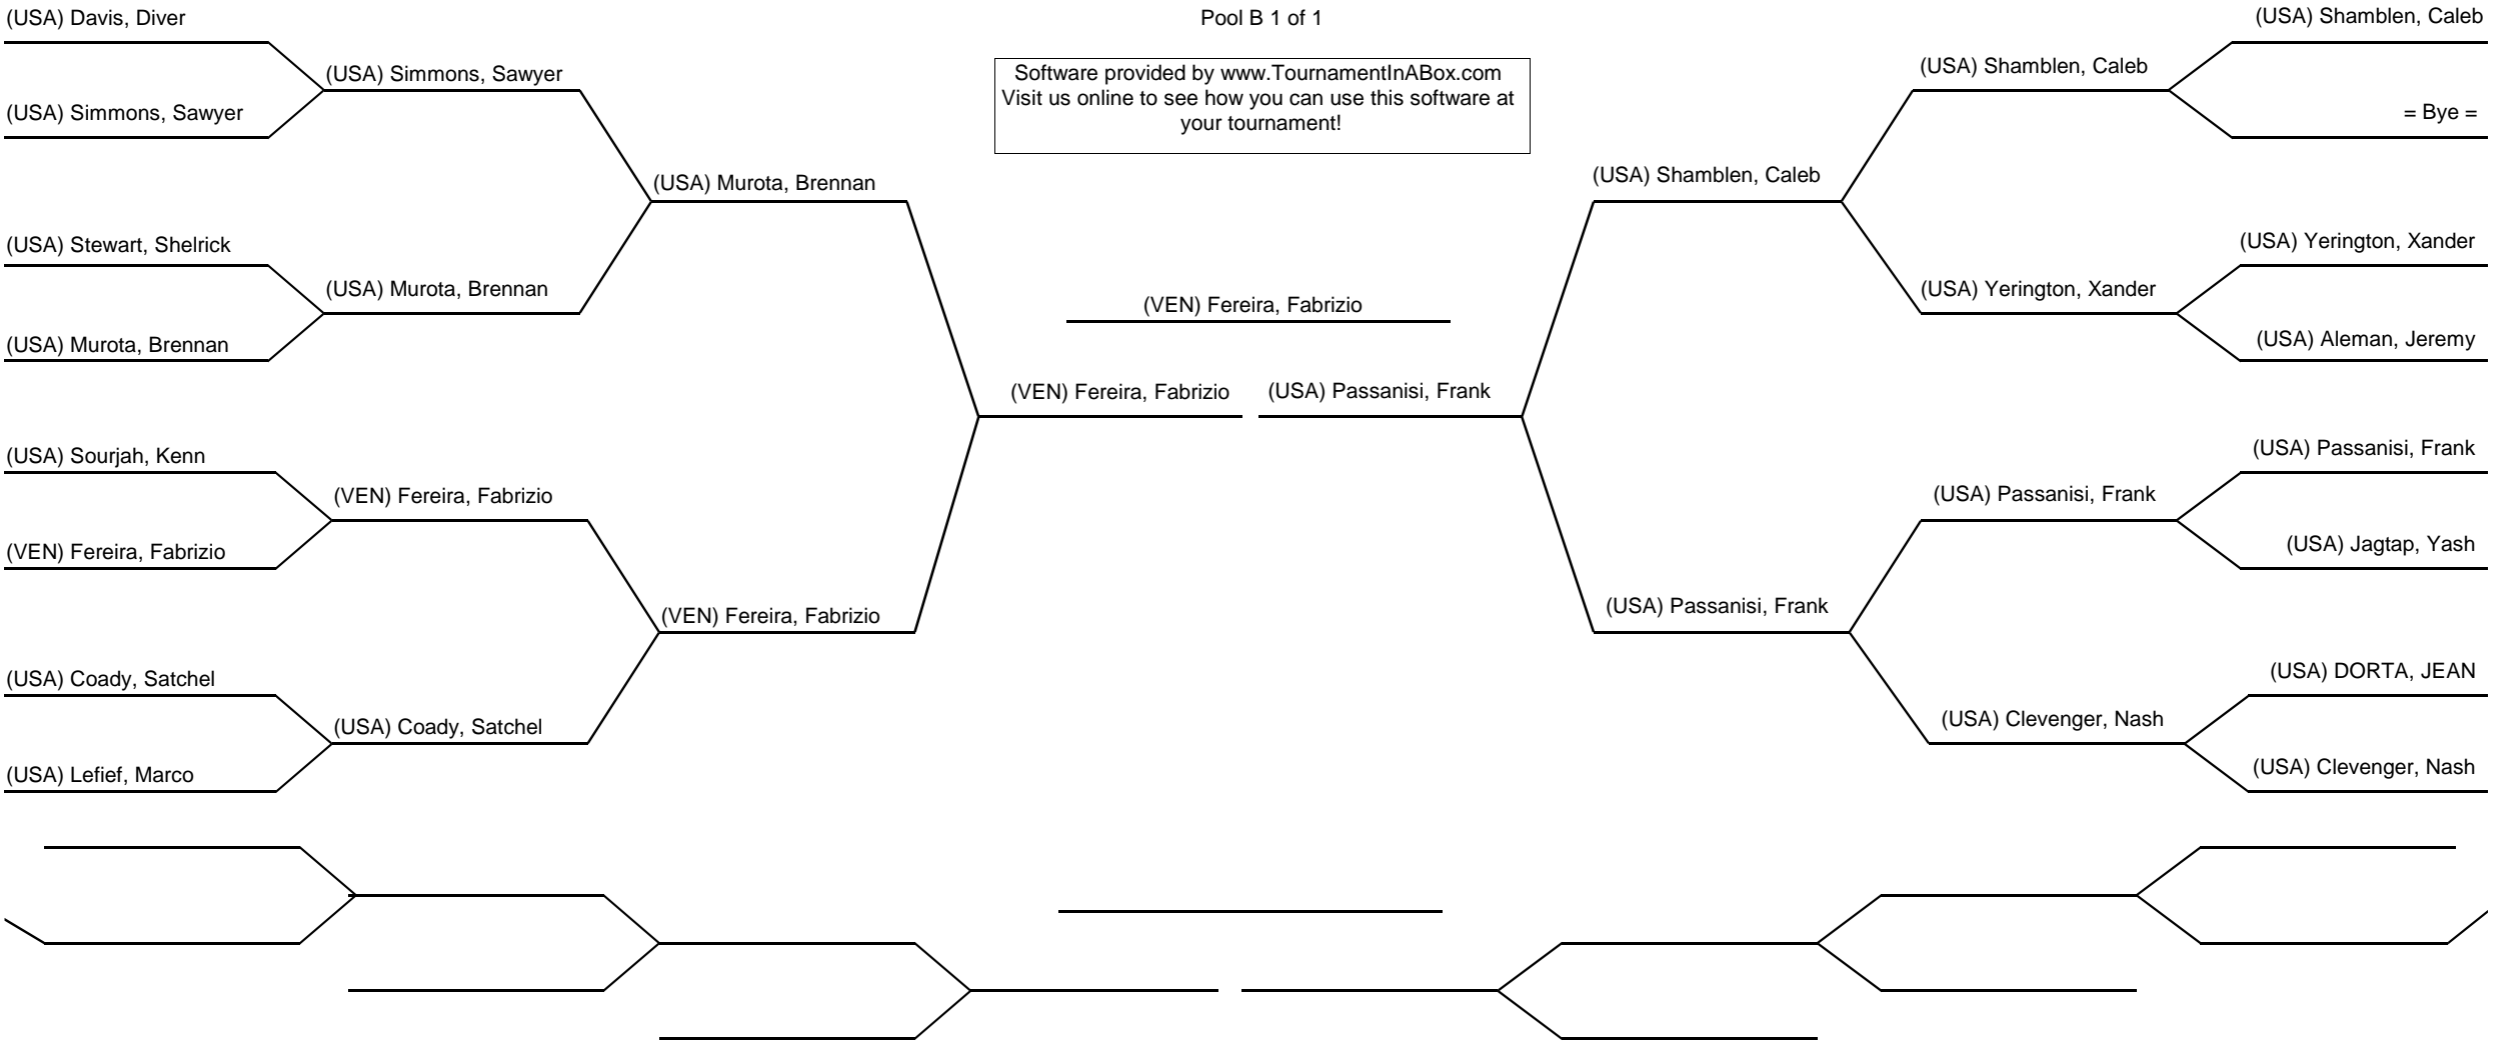 Pool B 1 of 1
Software provided by www.TournamentInABox.com
Visit us online to see how you can use this software at
your tournament!
(USA) Davis, Diver
(USA) Simmons, Sawyer
(USA) Stewart, Shelrick
(USA) Murota, Brennan
(USA) Sourjah, Kenn
(VEN) Fereira, Fabrizio
(USA) Coady, Satchel
(USA) Lefief, Marco
(USA) Simmons, Sawyer
(USA) Murota, Brennan
(VEN) Fereira, Fabrizio
(USA) Coady, Satchel
(USA) Murota, Brennan
(VEN) Fereira, Fabrizio
(VEN) Fereira, Fabrizio
(VEN) Fereira, Fabrizio
(USA) Passanisi, Frank
(USA) Shamblen, Caleb
(USA) Passanisi, Frank
(USA) Shamblen, Caleb
(USA) Yerington, Xander
(USA) Passanisi, Frank
(USA) Clevenger, Nash
(USA) Shamblen, Caleb
= Bye =
(USA) Yerington, Xander
(USA) Aleman, Jeremy
(USA) Passanisi, Frank
(USA) Jagtap, Yash
(USA) DORTA, JEAN
(USA) Clevenger, Nash